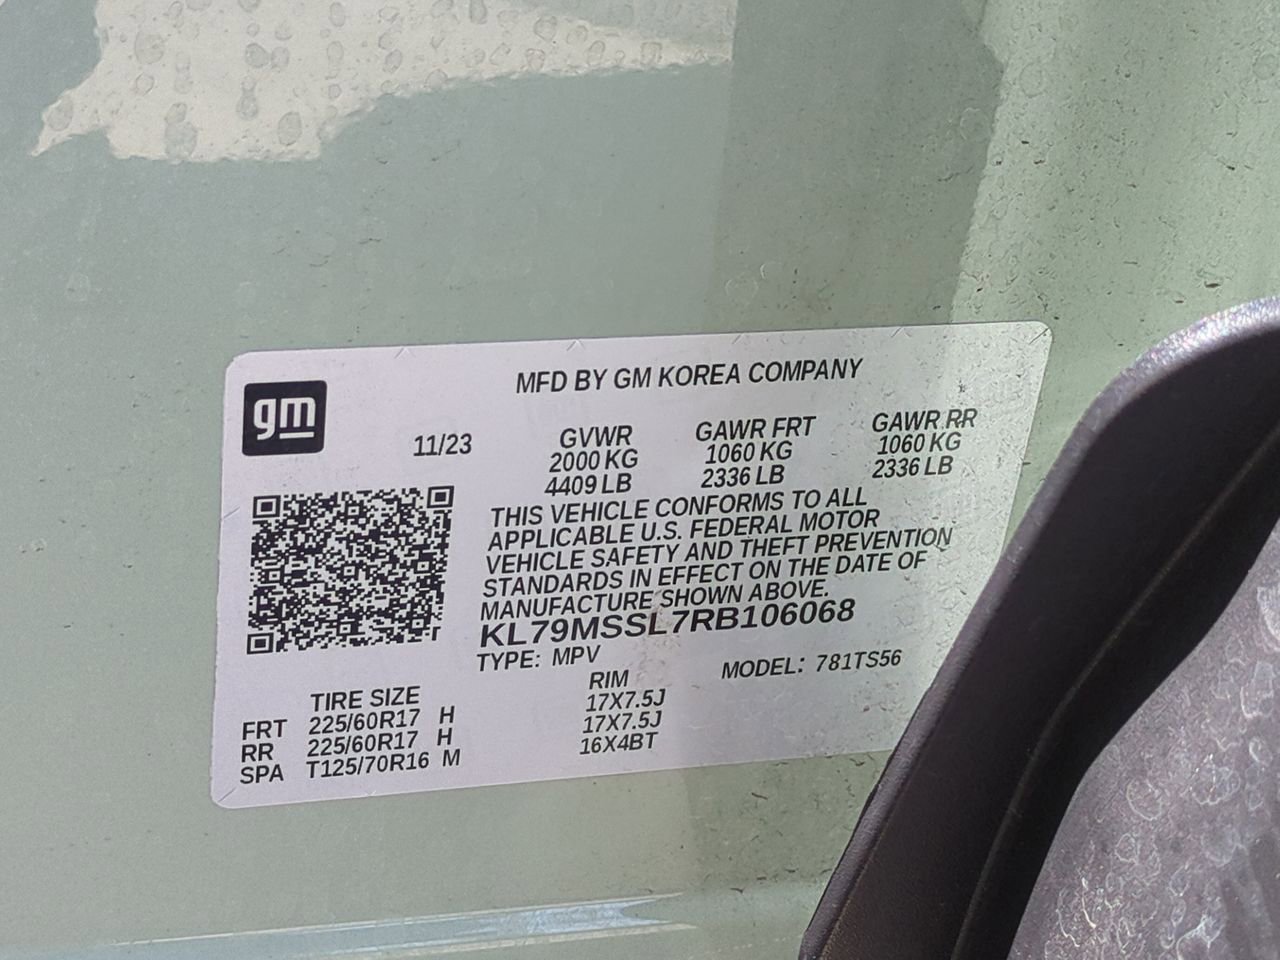 MFD BY GM KOREA COMPANY
gm
11/23 GVWR GAWR FRT GAWR RR
2000 KG 1060 KG 1060 KG
4409 LB 2336 LB 2336 LB
THIS VEHICLE CONFORMS TO ALL
APPLICABLE U.S. FEDERAL MOTOR
VEHICLE SAFETY AND THEFT PREVENTION
STANDARDS IN EFFECT ON THE DATE OF
MANUFACTURE SHOWN ABOVE.
KL79MSSL7RB106068
TYPE: MPV MODEL: 781TS56
TIRE SIZE RIM
FRT 225/60R17 H 17X7.5J
RR 225/60R17 H 17X7.5J
SPA T125/70R16 M 16X4BT